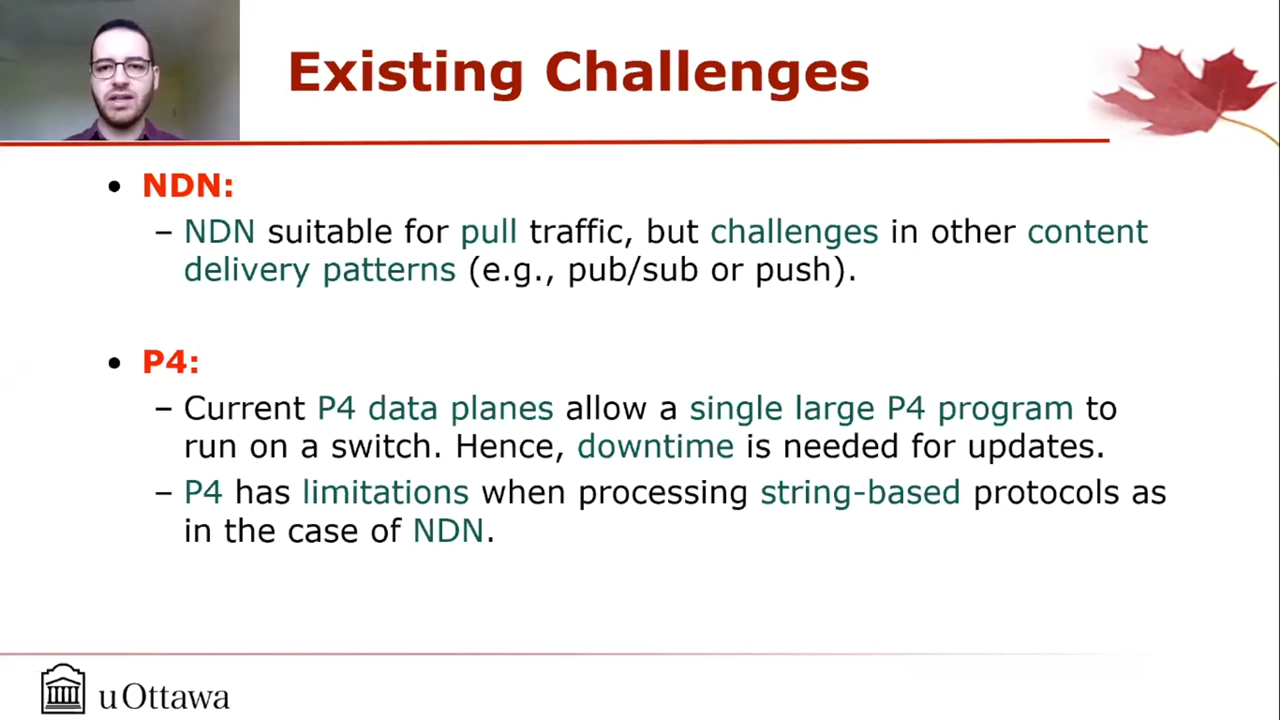 Existing Challenges
• NDN:
– NDN suitable for pull traffic, but challenges in other content
delivery patterns (e.g., pub/sub or push).
• P4:
– Current P4 data planes allow a single large P4 program to
run on a switch. Hence, downtime is needed for updates.
– P4 has limitations when processing string-based protocols as
in the case of NDN.
uOttawa